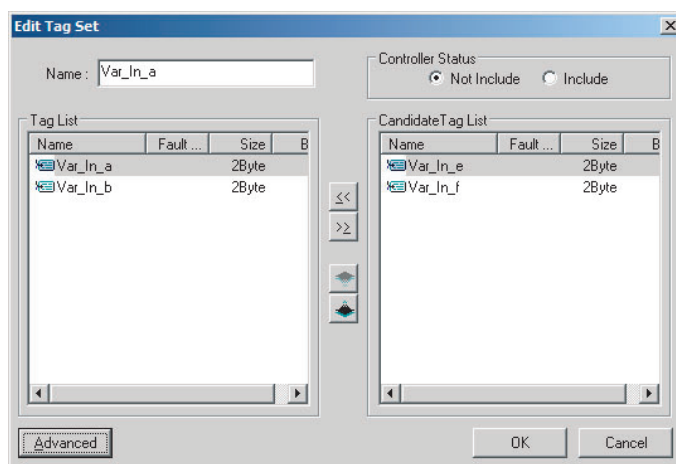 Edit Tag Set
Name : Var_In_a
Controller Status
Not Include Include
Tag List
Name Fault ... Size B
Var_In_a 2Byte
Var_In_b 2Byte
<<
>>
CandidateTag List
Name Fault ... Size B
Var_In_e 2Byte
Var_In_f 2Byte
Advanced
OK Cancel